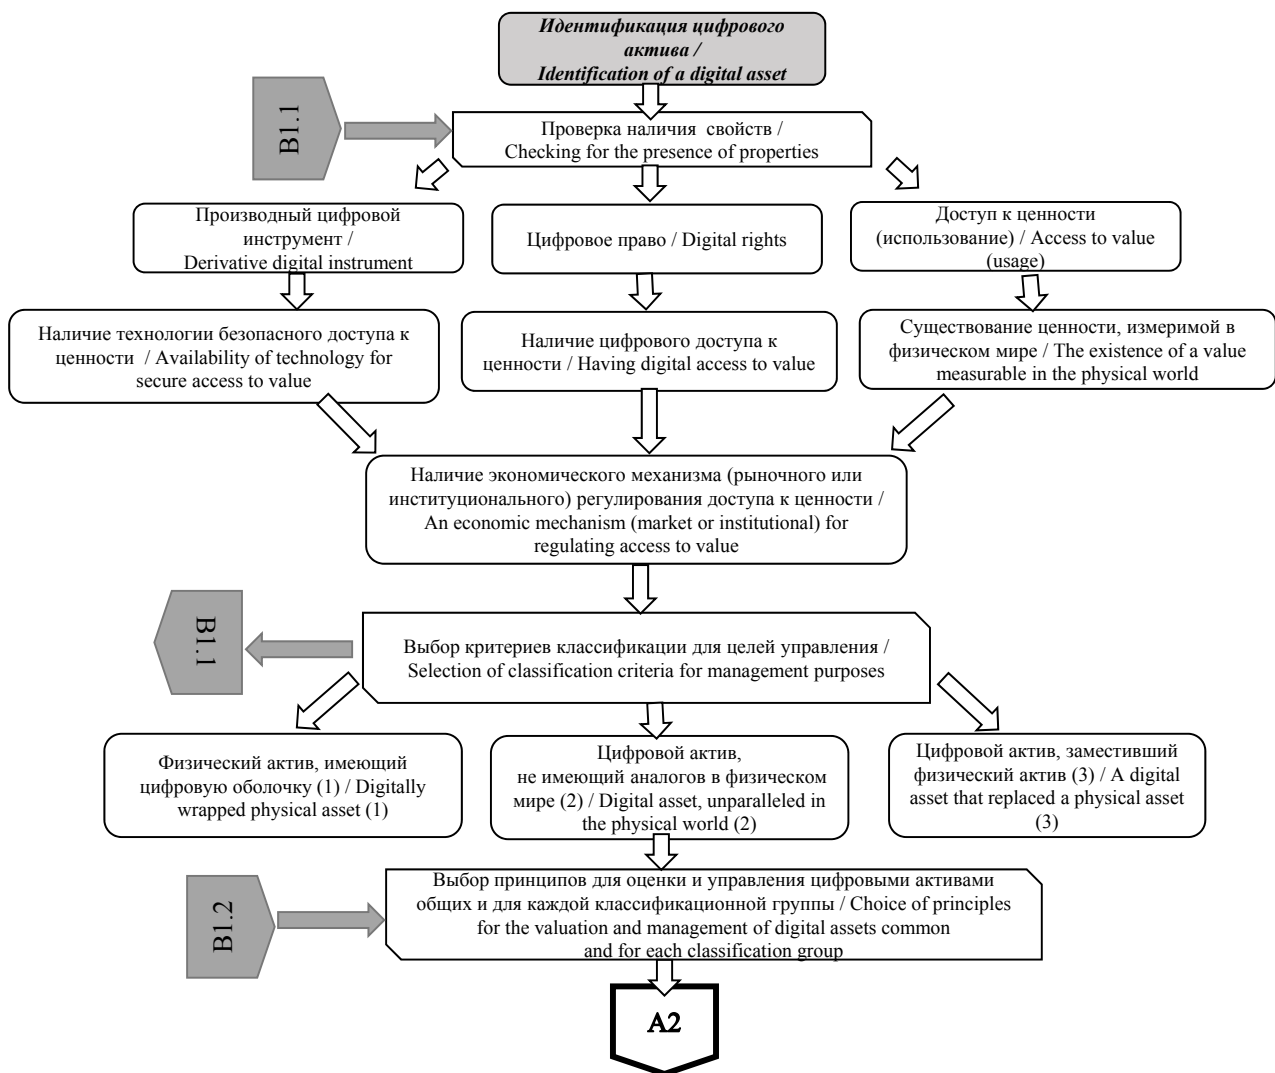 Идентификация цифрового
актива /
Identification of a digital asset
B1.1
Проверка наличия свойств /
Checking for the presence of properties
Производный цифровой
инструмент /
Derivative digital instrument
Цифровое право / Digital rights
Доступ к ценности
(использование) / Access to value
(usage)
Наличие технологии безопасного доступа к
ценности / Availability of technology for
secure access to value
Наличие цифрового доступа к
ценности / Having digital access to value
Существование ценности, измеримой в
физическом мире / The existence of a value
measurable in the physical world
Наличие экономического механизма (рыночного или
институционального) регулирования доступа к ценности /
An economic mechanism (market or institutional) for
regulating access to value
B1.1
Выбор критериев классификации для целей управления /
Selection of classification criteria for management purposes
Физический актив, имеющий
цифровую оболочку (1) / Digitally
wrapped physical asset (1)
Цифровой актив,
не имеющий аналогов в физическом
мире (2) / Digital asset, unparalleled in
the physical world (2)
Цифровой актив, заместивший
физический актив (3) / A digital
asset that replaced a physical asset
(3)
B1.2
Выбор принципов для оценки и управления цифровыми активами
общих и для каждой классификационной группы / Choice of principles
for the valuation and management of digital assets common
and for each classification group
A2